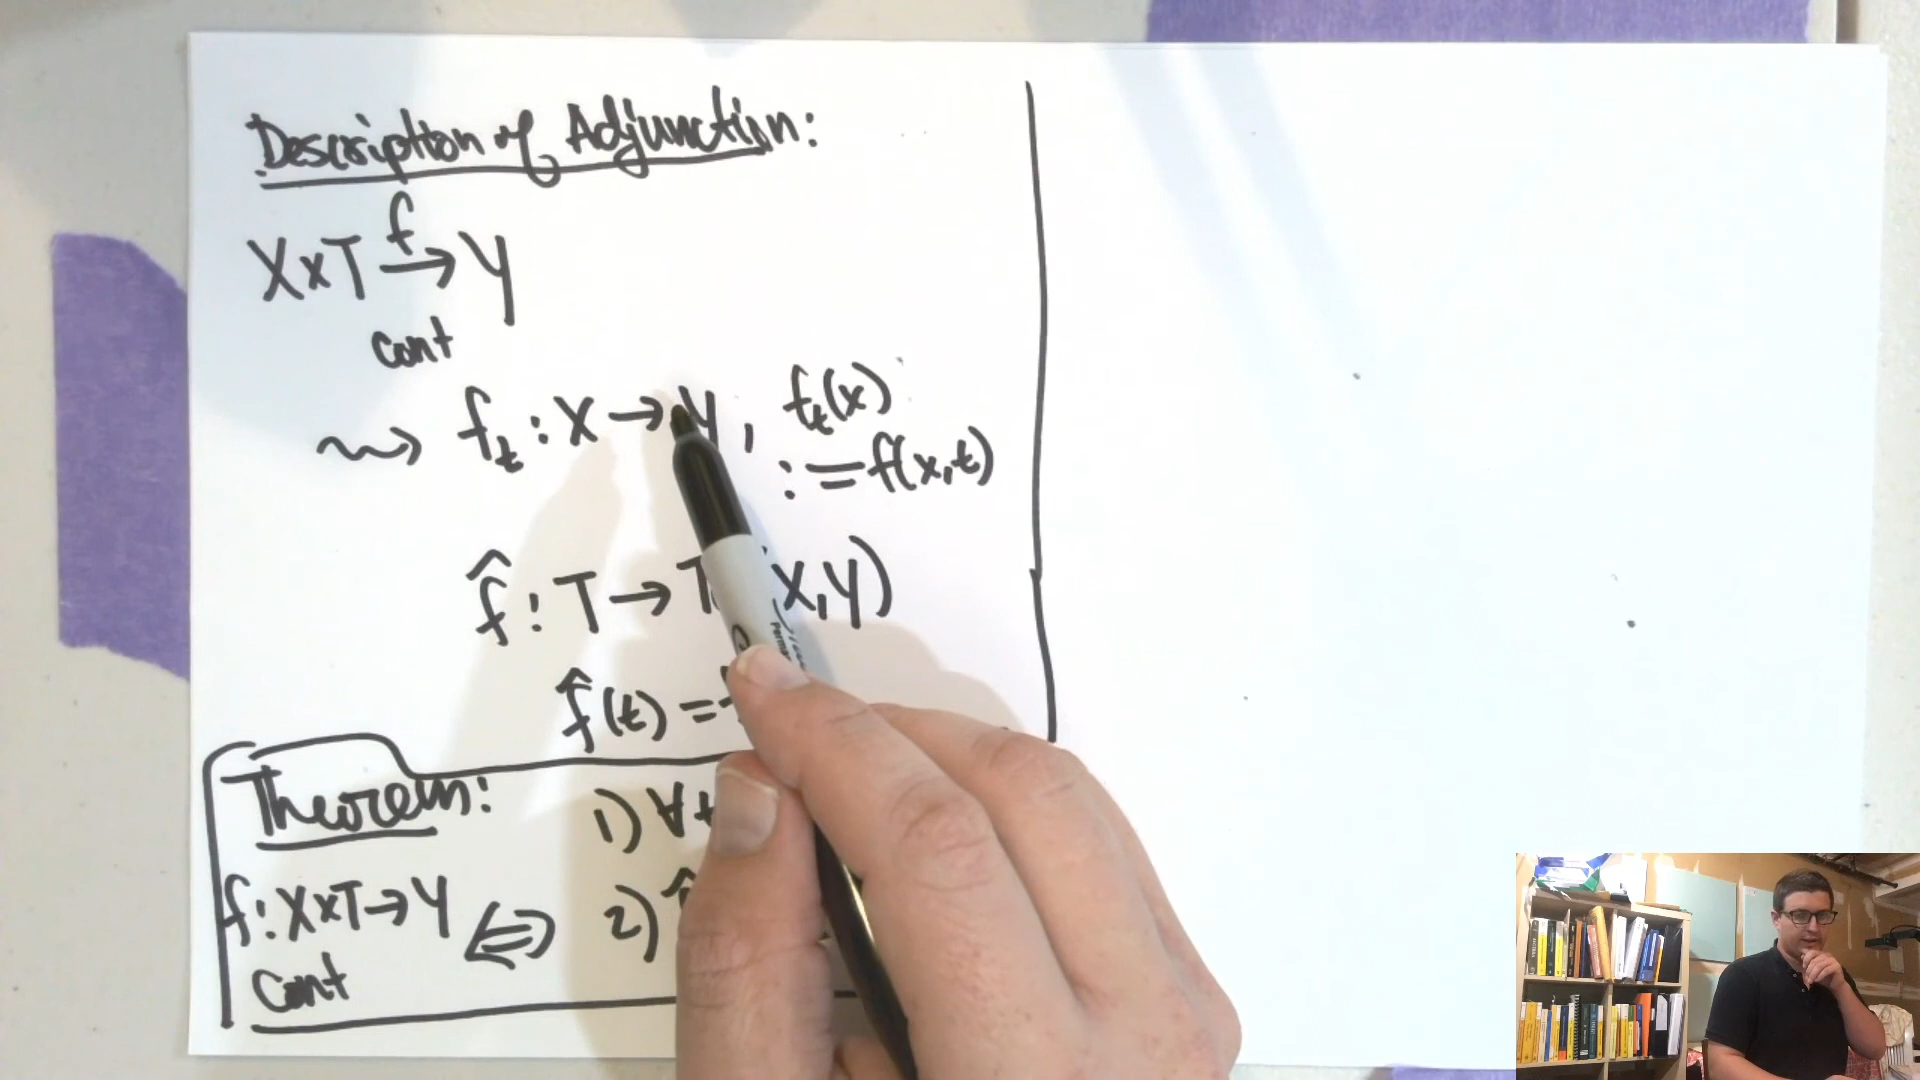 Description of Adjunction:
X×T →^f Y
cont
⇝ f_t : X → Y, f_t(x)
:= f(x,t)
f̂ : T → T X,Y)
f̂(t) =
Theorem:
1) ∀t
f : X×T → Y ⇔ 2)
cont